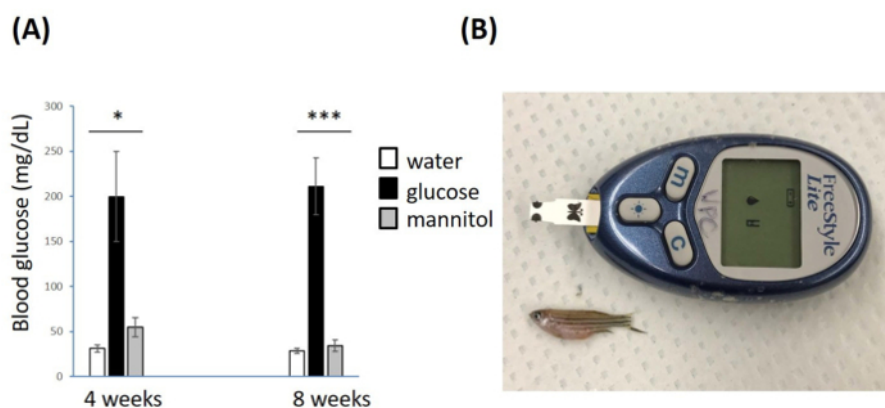 (A)
(B)
Blood glucose (mg/dL)
300
250
200
150
100
50
0
*
***
4 weeks
8 weeks
water
glucose
mannitol
FreeStyle
Lite
VPC
m
c
H